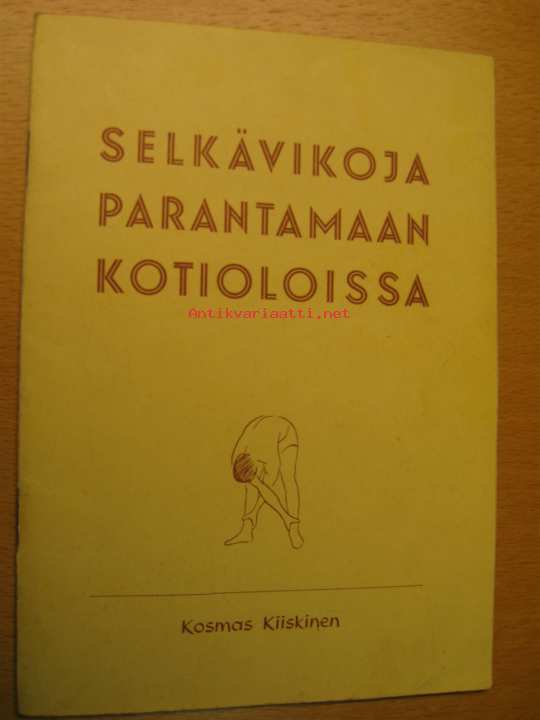 SELKÄVIKOJA
PARANTAMAAN
KOTIOLOISSA
Antikvariaatti.net
Kosmas Kiiskinen